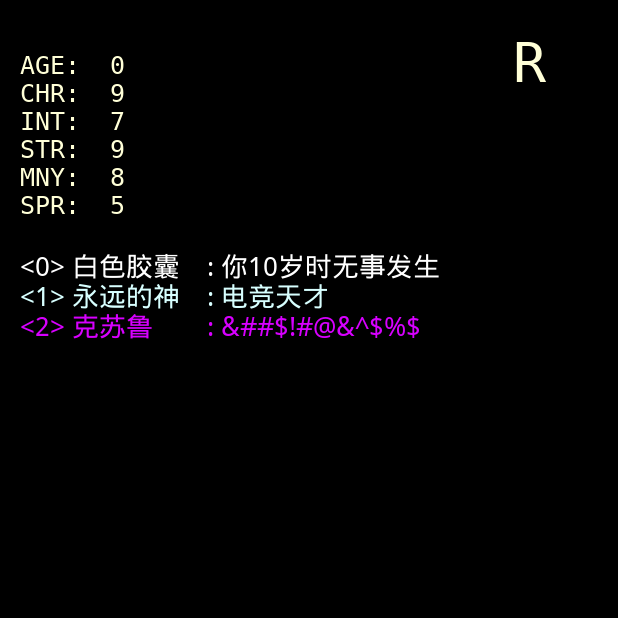 R
AGE: 0
CHR: 9
INT: 7
STR: 9
MNY: 8
SPR: 5
<0> 白色胶囊 : 你10岁时无事发生
<1> 永远的神 : 电竞天才
<2> 克苏鲁 : &##$!#@&^$%$